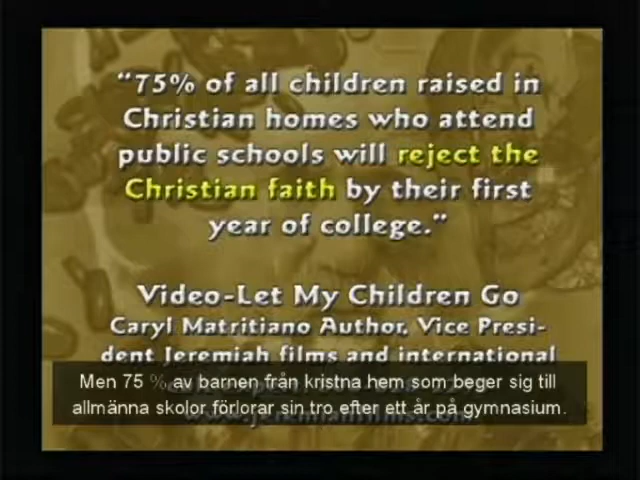 "75% of all children raised in
Christian homes who attend
public schools will reject the
Christian faith by their first
year of college."
Video-Let My Children Go
Caryl Matritiano Author, Vice Presi-
dent Jeremiah films and international
Men 75 % av barnen från kristna hem som beger sig till
allmänna skolor förlorar sin tro efter ett år på gymnasium.